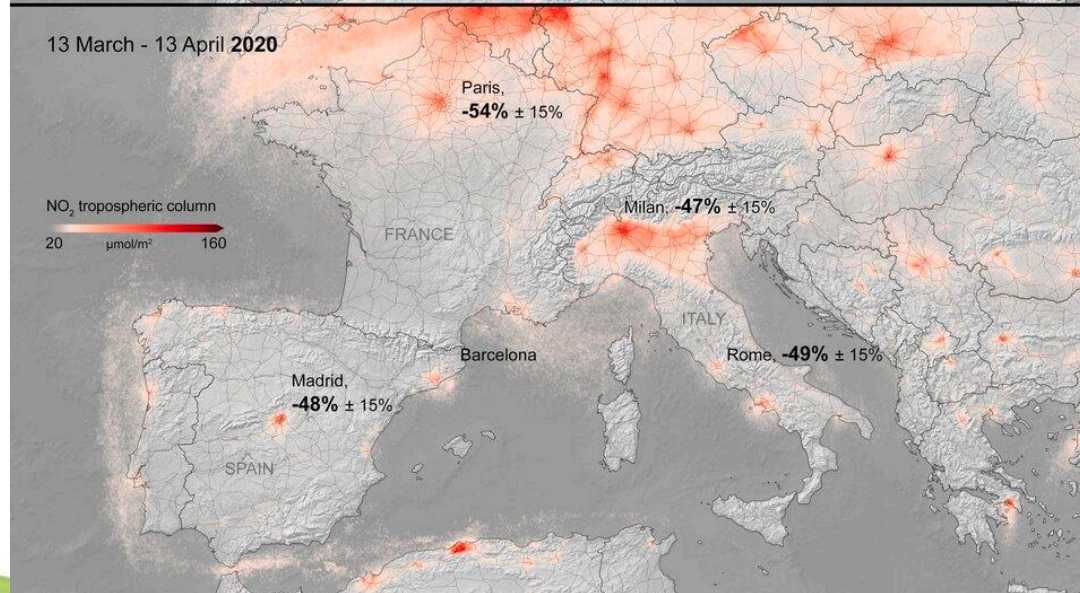 13 March - 13 April 2020
Paris,
-54% ± 15%
NO₂ tropospheric column
20 µmol/m² 160
FRANCE
Milan, -47% ± 15%
ITALY
Barcelona
Rome, -49% ± 15%
Madrid,
-48% ± 15%
SPAIN